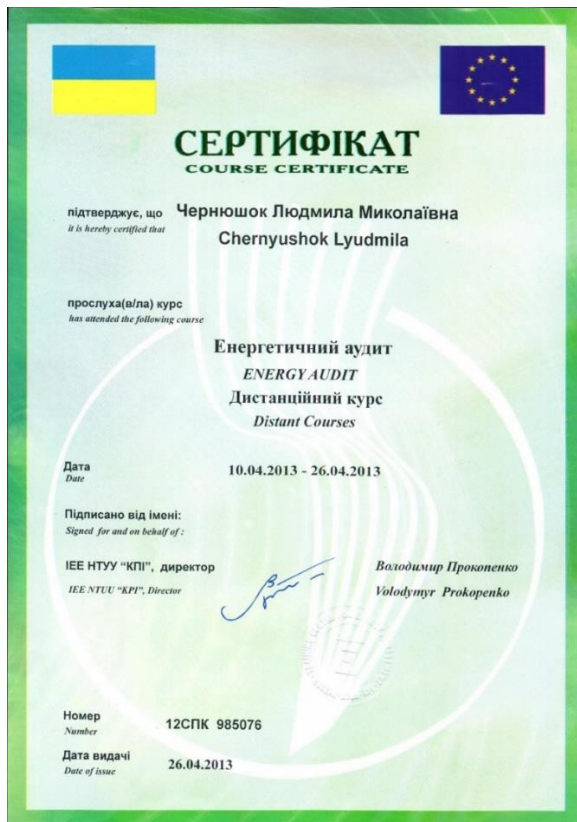 СЕРТИФІКАТ
COURSE CERTIFICATE
підтверджує, що Чернюшок Людмила Миколаївна
it is hereby certified that
Chernyushok Lyudmila
прослуха(в/ла) курс
has attended the following course
Енергетичний аудит
ENERGY AUDIT
Дистанційний курс
Distant Courses
Дата 10.04.2013 - 26.04.2013
Date
Підписано від імені:
Signed for and on behalf of :
ІЕЕ НТУУ “КПІ”, директор Володимир Прокопенко
IEE NTUU “KPI”, Director Volodymyr Prokopenko
Номер 12СПК 985076
Number
Дата видачі 26.04.2013
Date of issue